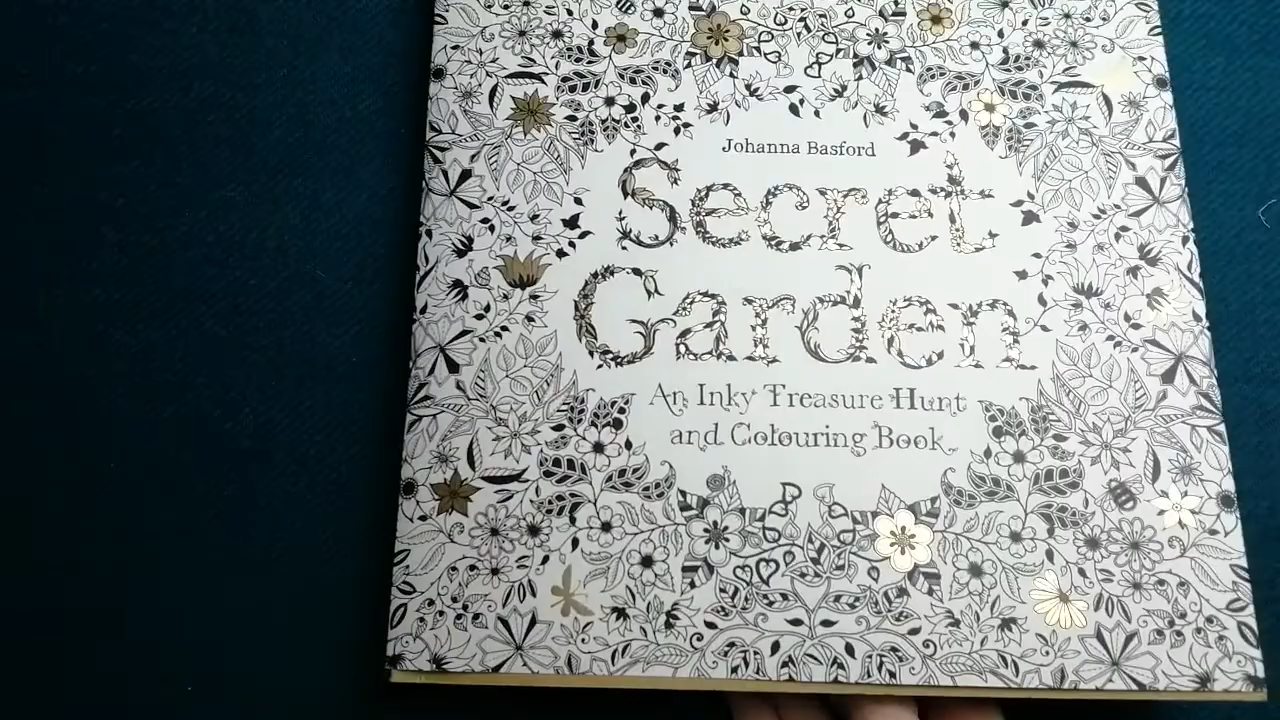 Johanna Basford
Secret
Garden
An Inky Treasure Hunt
and Colouring Book